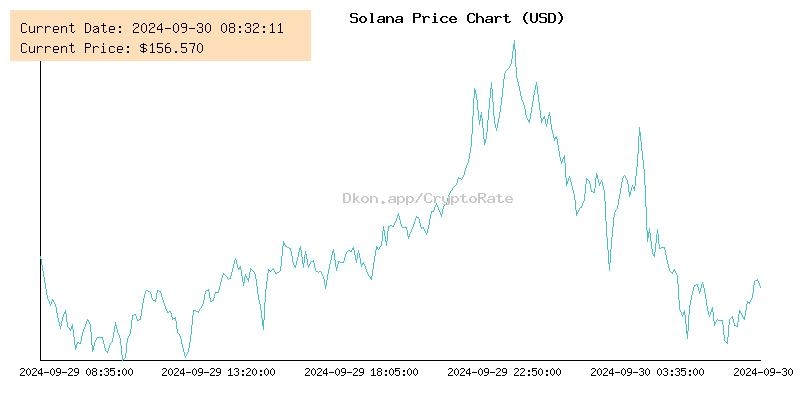 Solana Price Chart (USD)
Current Date: 2024-09-30 08:32:11
Current Price: $156.570
Dkon.app/CryptoRate
2024-09-29 08:35:00
2024-09-29 13:20:00
2024-09-29 18:05:00
2024-09-29 22:50:00
2024-09-30 03:35:00
2024-09-30